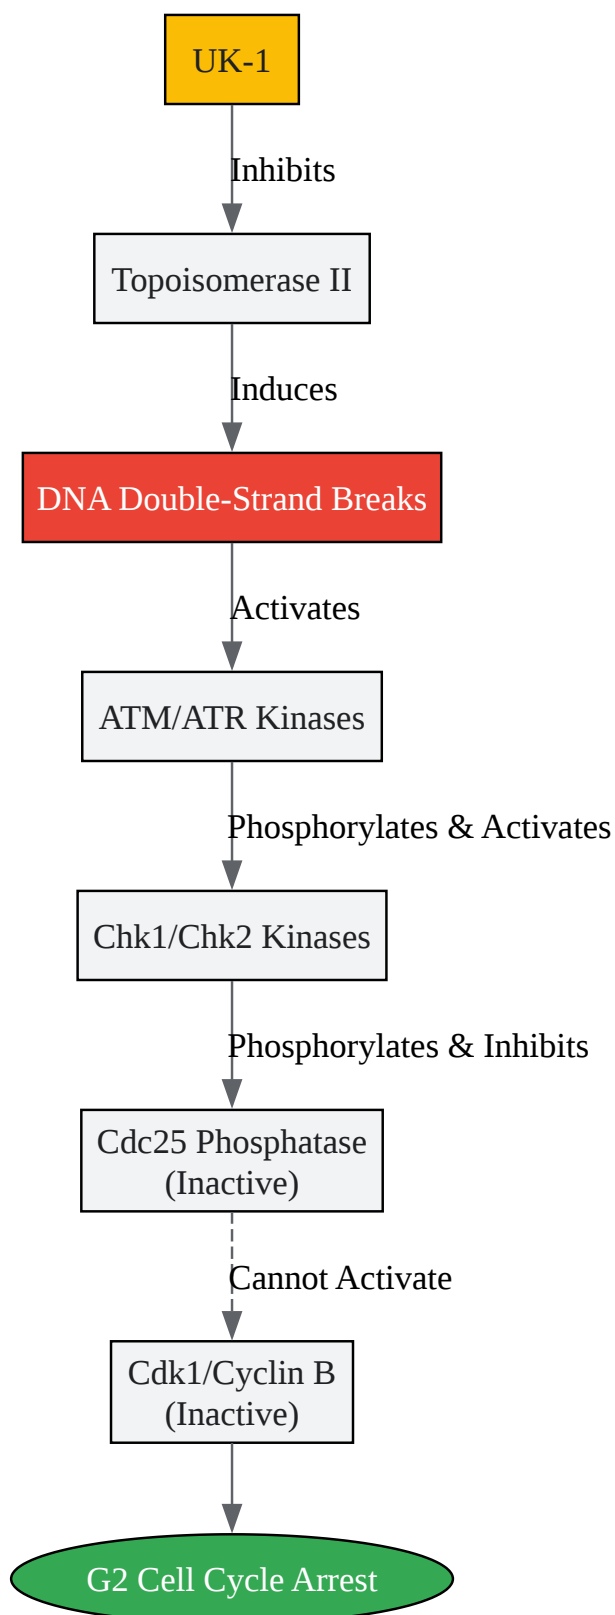 UK-1
Inhibits
Topoisomerase II
Induces
DNA Double-Strand Breaks
Activates
ATM/ATR Kinases
Phosphorylates & Activates
Chk1/Chk2 Kinases
Phosphorylates & Inhibits
Cdc25 Phosphatase
(Inactive)
Cannot Activate
Cdk1/Cyclin B
(Inactive)
G2 Cell Cycle Arrest